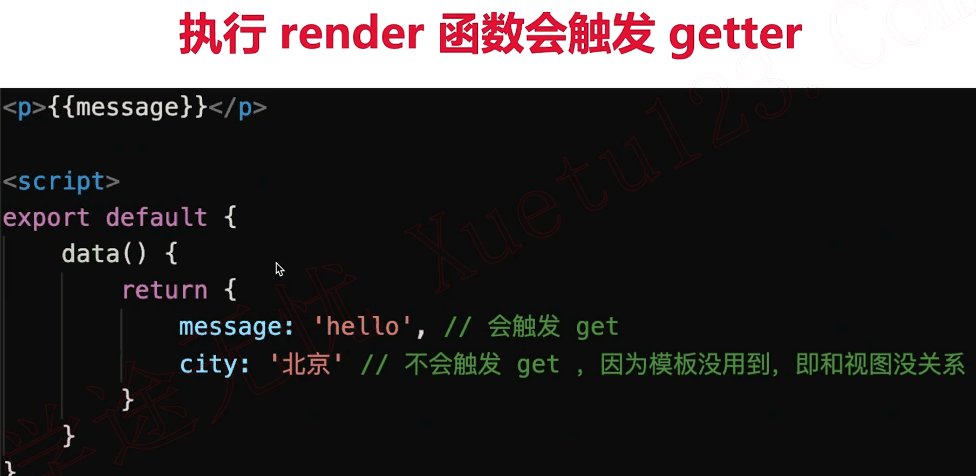 执行 render 函数会触发 getter
<p>{{message}}</p>
<script>
export default {
data() {
return {
message: 'hello', // 会触发 get
city: '北京' // 不会触发 get ，因为模板没用到，即和视图没关系
}
}
}
学途无忧 Xuetu123.Com